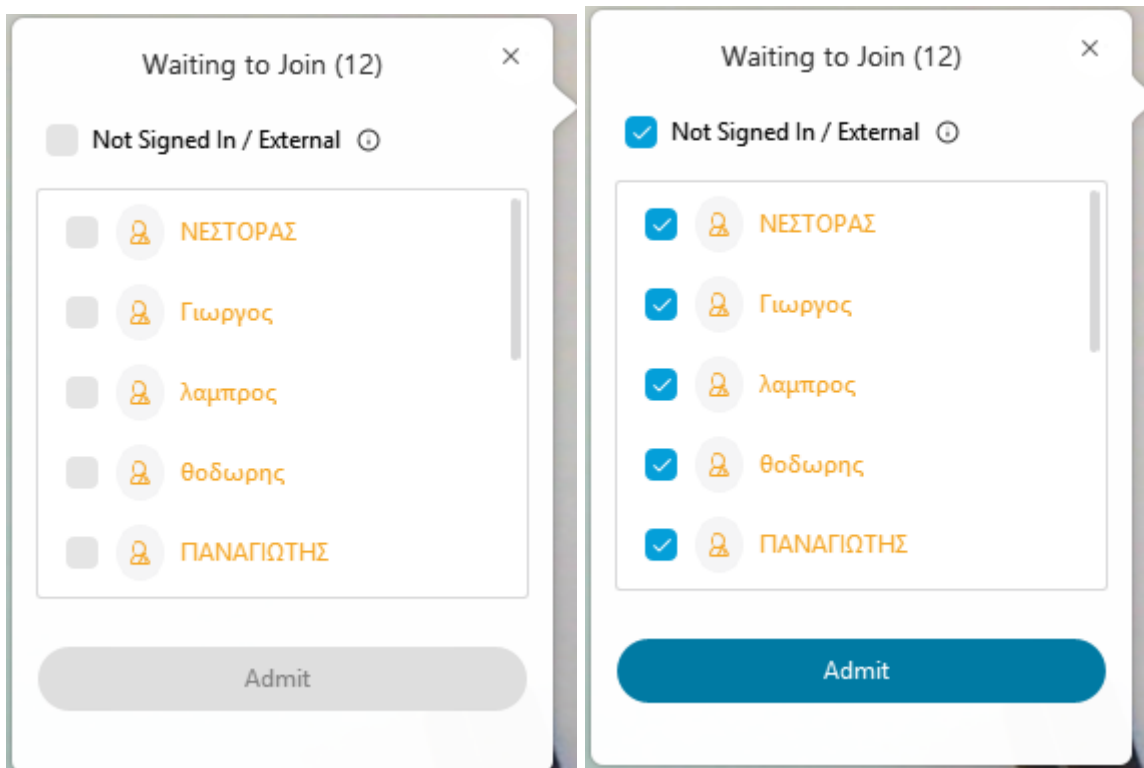 Waiting to Join (12)
Not Signed In / External
ΝΕΣΤΟΡΑΣ
Γιωργος
λαμπρος
θοδωρης
ΠΑΝΑΓΙΩΤΗΣ
Admit
Waiting to Join (12)
Not Signed In / External
ΝΕΣΤΟΡΑΣ
Γιωργος
λαμπρος
θοδωρης
ΠΑΝΑΓΙΩΤΗΣ
Admit